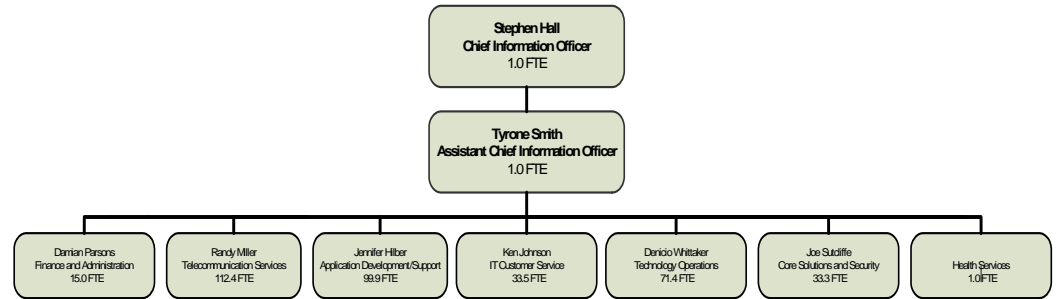 Stephen Hall
Chief Information Officer
1.0 FTE
Tyrone Smith
Assistant Chief Information Officer
1.0 FTE
Damian Parsons
Finance and Administration
15.0 FTE
Randy Miller
Telecommunication Services
112.4 FTE
Jennifer Hilber
Application Development/Support
99.9 FTE
Ken Johnson
IT Customer Service
33.5 FTE
Denicio Whittaker
Technology Operations
71.4 FTE
Joe Sutcliffe
Core Solutions and Security
33.3 FTE
Health Services
1.0 FTE